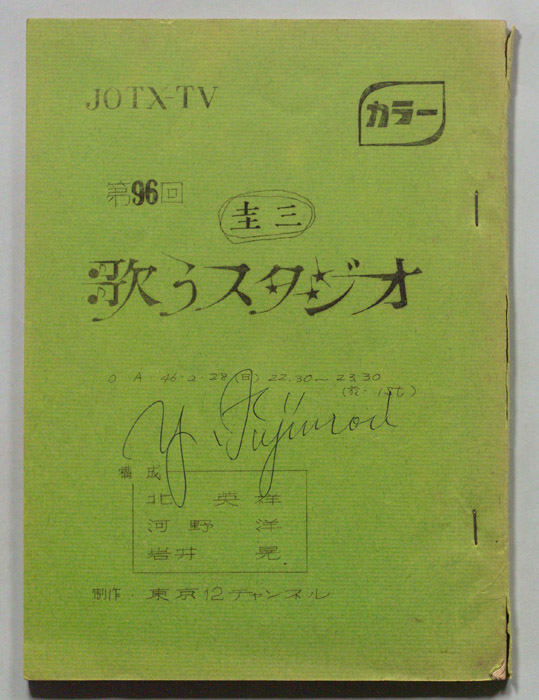 JOTX-TV
カラー
第96回
圭三
歌うスタジオ
O A. 46.2.28(日) 22.30〜23.30
1st)
Y. Fujimori
構成
北 英祥
河野 洋
岩井 晃
制作. 東京12チャンネル